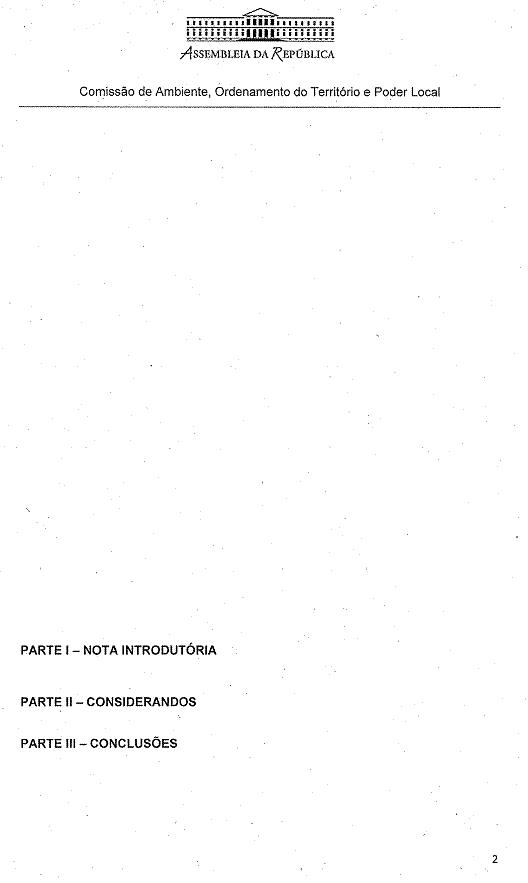 ASSEMBLEIA DA REPÚBLICA
Comissão de Ambiente, Ordenamento do Território e Poder Local
PARTE I – NOTA INTRODUTÓRIA
PARTE II – CONSIDERANDOS
PARTE III – CONCLUSÕES
2